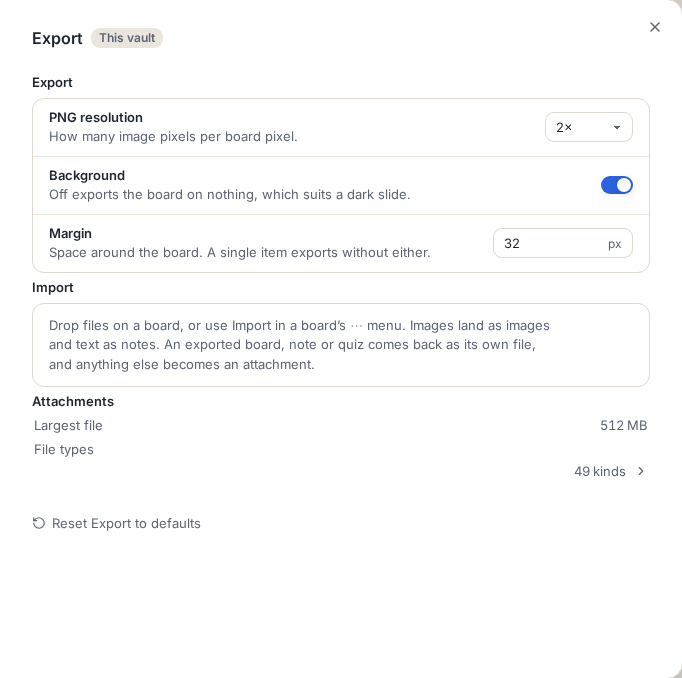 Export This vault
Export
PNG resolution
How many image pixels per board pixel.
2×
Background
Off exports the board on nothing, which suits a dark slide.
Margin
Space around the board. A single item exports without either.
32 px
Import
Drop files on a board, or use Import in a board’s ··· menu. Images land as images
and text as notes. An exported board, note or quiz comes back as its own file,
and anything else becomes an attachment.
Attachments
Largest file 512 MB
File types
49 kinds
Reset Export to defaults